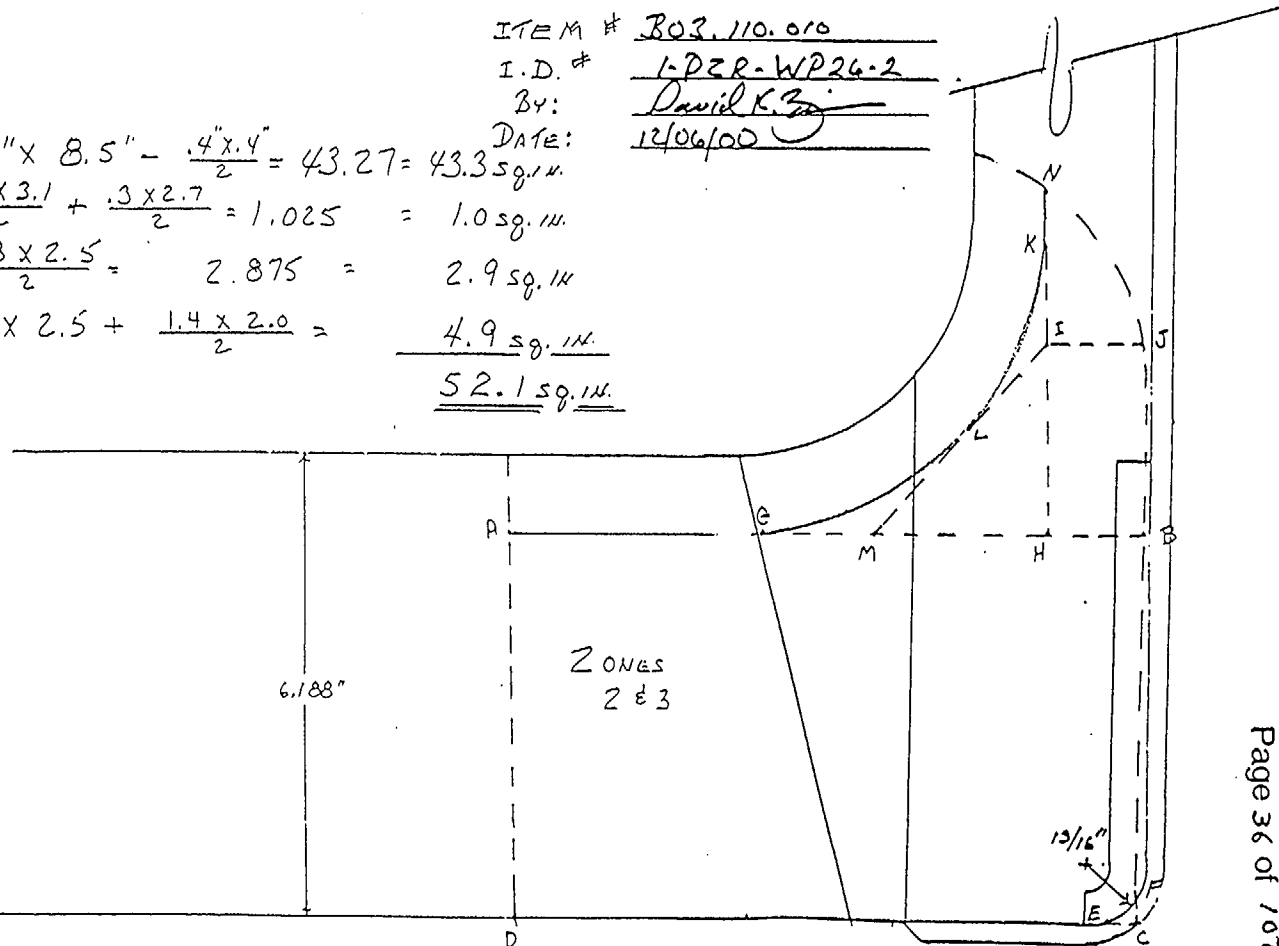 ITEM # B03.110.010
I.D. # 1-PZR-WP26-2
By: David K.
DATE: 12/06/00
"x 8.5" - .4"x.4" / 2 = 43.27 = 43.3 sq.in.
x 3.1 / 2 + .3 x 2.7 / 2 = 1.025 = 1.0 sq.in.
3 x 2.5 / 2 = 2.875 = 2.9 sq.in
x 2.5 + 1.4 x 2.0 / 2 = 4.9 sq.in.
52.1 sq.in.
N
K
I
J
L
A
G
M
H
B
ZONES
2 & 3
6.188"
13/16"
E
F
D
C
Page 36 of 107